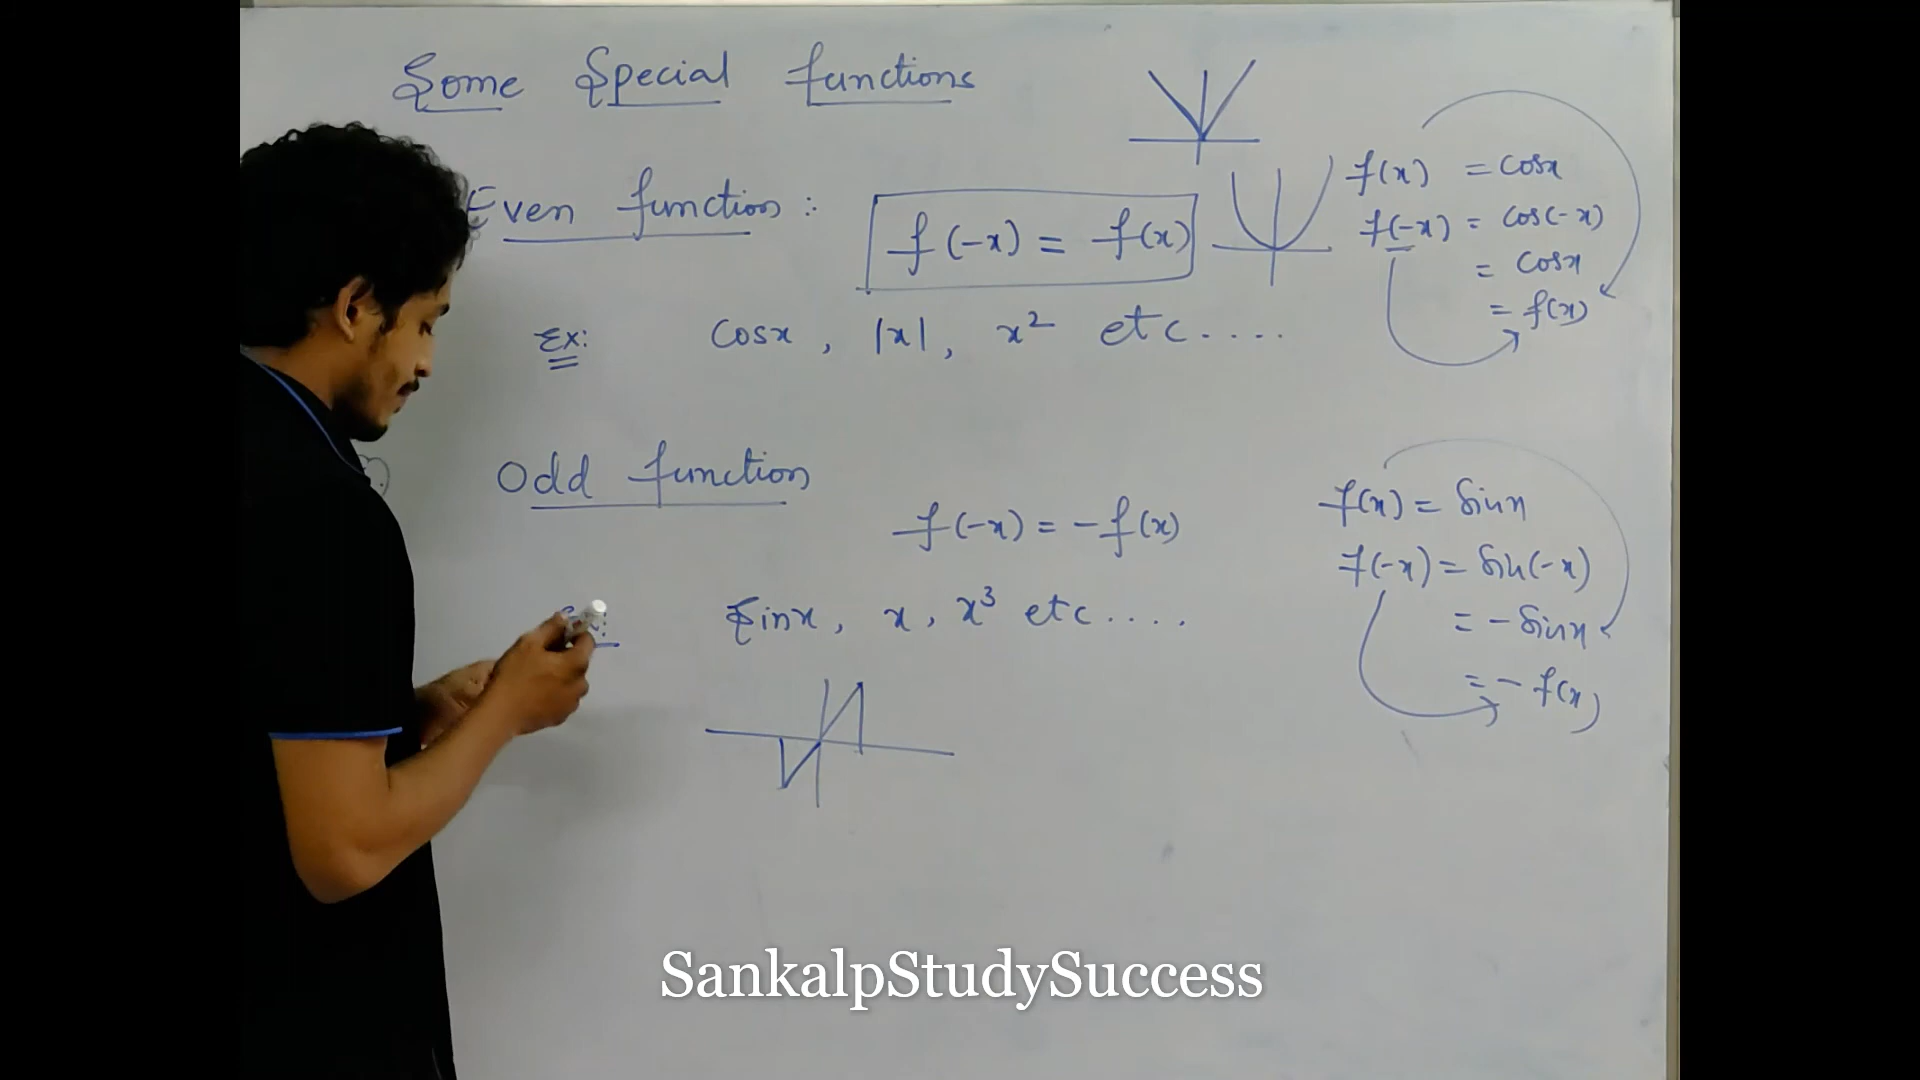 Some Special functions
Even function :
f(-x) = f(x)
Ex: cosx , |x| , x² etc....
f(x) = cosx
f(-x) = cos(-x)
= cosx
= f(x)
Odd function
f(-x) = -f(x)
Sinx , x , x³ etc....
f(x) = sinx
f(-x) = sin(-x)
= - sinx
= - f(x)
SankalpStudySuccess